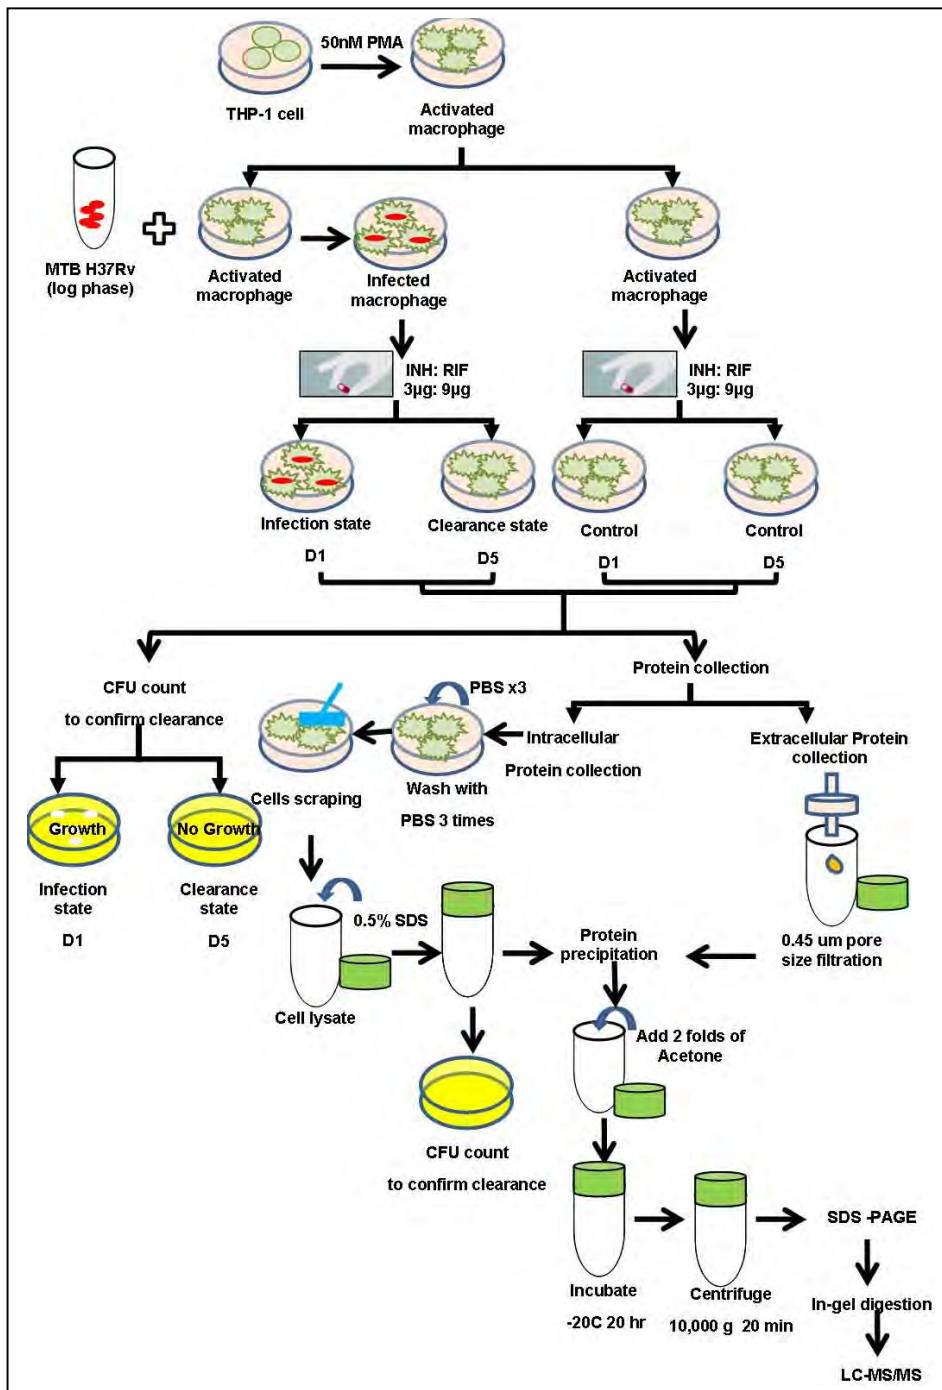 50nM PMA
THP-1 cell
Activated
macrophage
MTB H37Rv
(log phase)
Activated
macrophage
Infected
macrophage
Activated
macrophage
INH: RIF
3µg: 9µg
INH: RIF
3µg: 9µg
Infection state
D1
Clearance state
D5
Control
D1
Control
D5
CFU count
to confirm clearance
Protein collection
Growth
No Growth
Infection
state
D1
Clearance
state
D5
PBS x3
Intracellular
Protein collection
Wash with
PBS 3 times
Cells scraping
Extracellular Protein
collection
0.45 um pore
size filtration
0.5% SDS
Cell lysate
Protein
precipitation
CFU count
to confirm clearance
Add 2 folds of
Acetone
Incubate
-20C 20 hr
Centrifuge
10,000 g 20 min
SDS -PAGE
In-gel digestion
LC-MS/MS